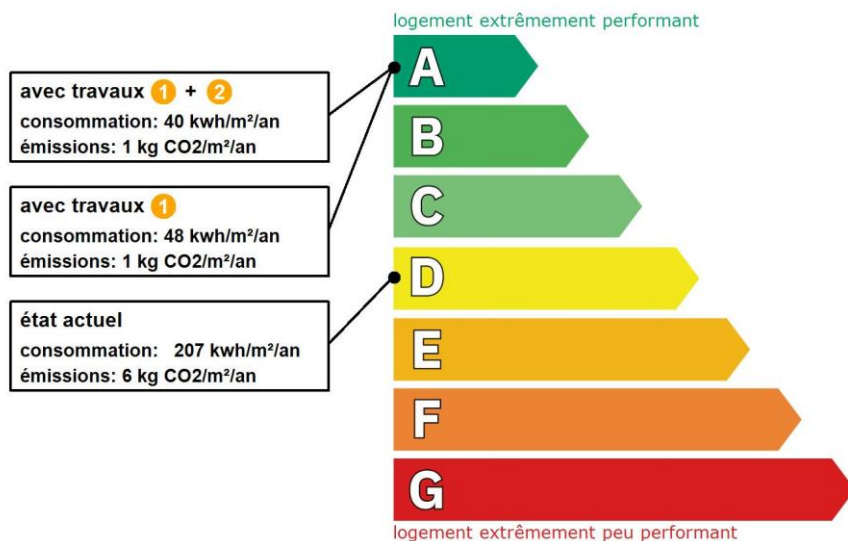 logement extrêmement performant
A
B
C
D
E
F
G
logement extrêmement peu performant
avec travaux 1 + 2
consommation: 40 kwh/m²/an
émissions: 1 kg CO2/m²/an
avec travaux 1
consommation: 48 kwh/m²/an
émissions: 1 kg CO2/m²/an
état actuel
consommation: 207 kwh/m²/an
émissions: 6 kg CO2/m²/an